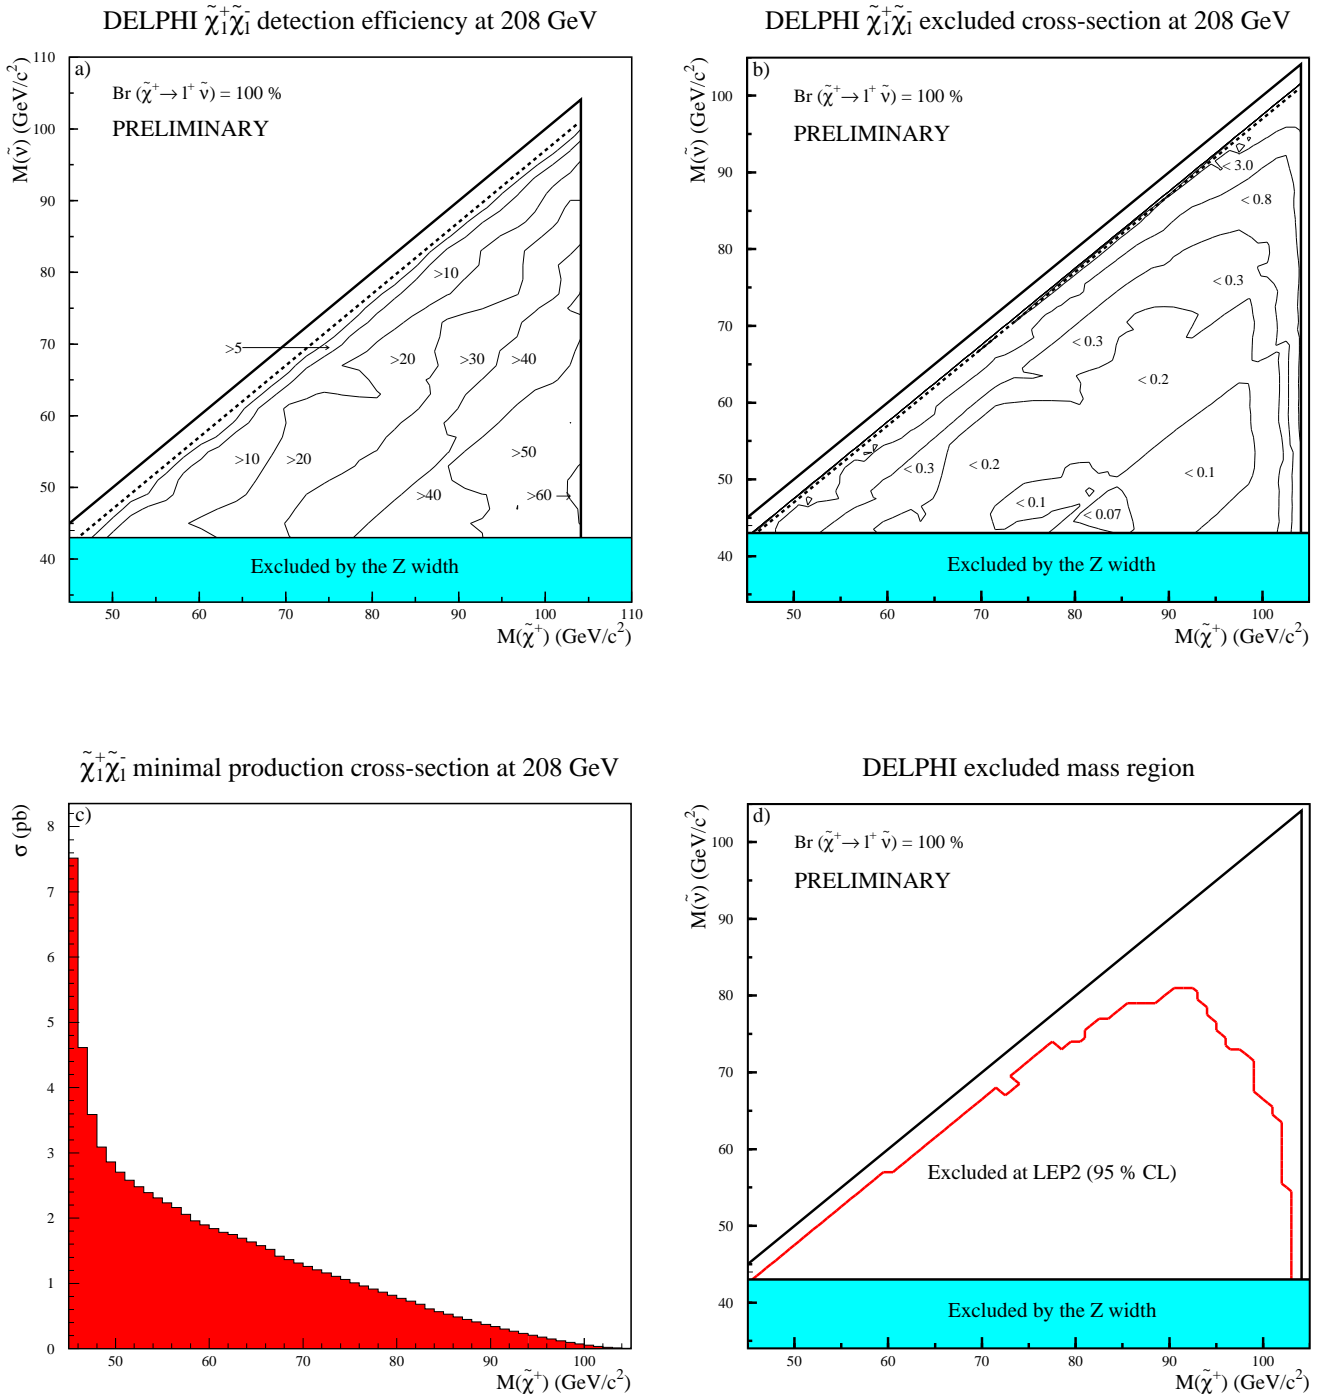 DELPHI χ̃₁⁺χ̃₁⁻ detection efficiency at 208 GeV
a)
Br (χ̃⁺→ l⁺ ν̃) = 100 %
PRELIMINARY
M(ν̃) (GeV/c²)
110
100
90
80
70
60
50
40
>5
>10
>20
>30
>40
>10
>20
>50
>40
>60
Excluded by the Z width
50
60
70
80
90
100
110
M(χ̃⁺) (GeV/c²)
DELPHI χ̃₁⁺χ̃₁⁻ excluded cross-section at 208 GeV
b)
Br (χ̃⁺→ l⁺ ν̃) = 100 %
PRELIMINARY
M(ν̃) (GeV/c²)
100
90
80
70
60
50
40
< 3.0
< 0.8
< 0.3
< 0.3
< 0.2
< 0.3
< 0.2
< 0.1
< 0.1
< 0.07
Excluded by the Z width
50
60
70
80
90
100
M(χ̃⁺) (GeV/c²)
χ̃₁⁺χ̃₁⁻ minimal production cross-section at 208 GeV
c)
σ (pb)
8
7
6
5
4
3
2
1
0
50
60
70
80
90
100
M(χ̃⁺) (GeV/c²)
DELPHI excluded mass region
d)
Br (χ̃⁺→ l⁺ ν̃) = 100 %
PRELIMINARY
M(ν̃) (GeV/c²)
100
90
80
70
60
50
40
Excluded at LEP2 (95 % CL)
Excluded by the Z width
50
60
70
80
90
100
M(χ̃⁺) (GeV/c²)